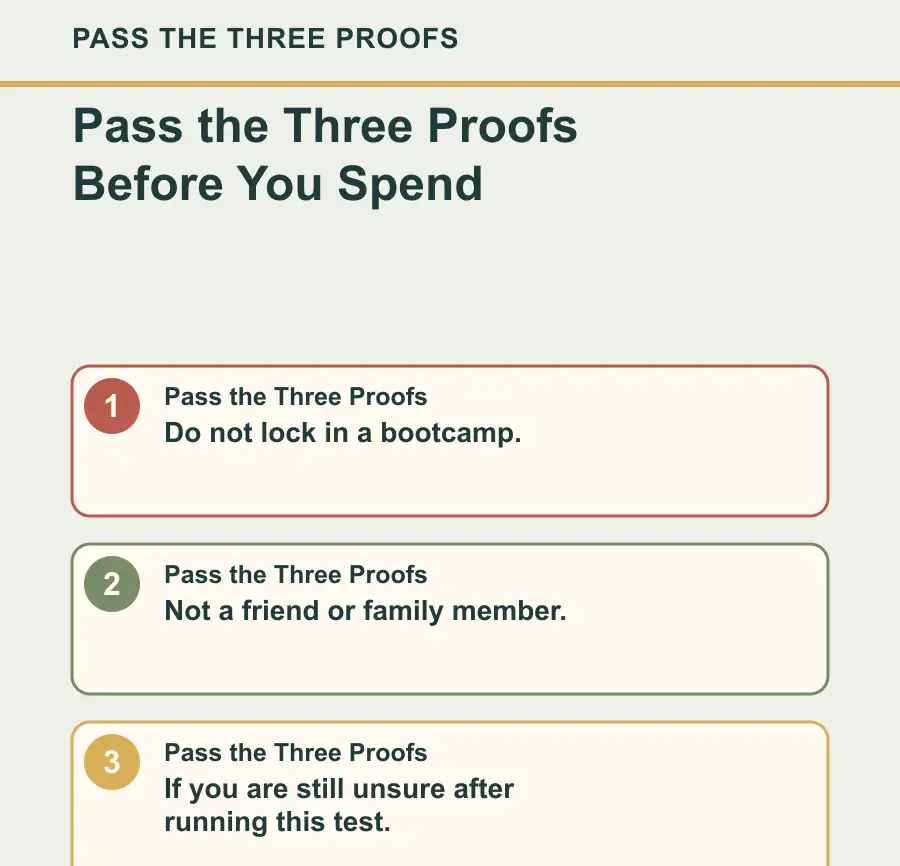 PASS THE THREE PROOFS
Pass the Three Proofs
Before You Spend
1
Pass the Three Proofs
Do not lock in a bootcamp.
2
Pass the Three Proofs
Not a friend or family member.
3
Pass the Three Proofs
If you are still unsure after
running this test.